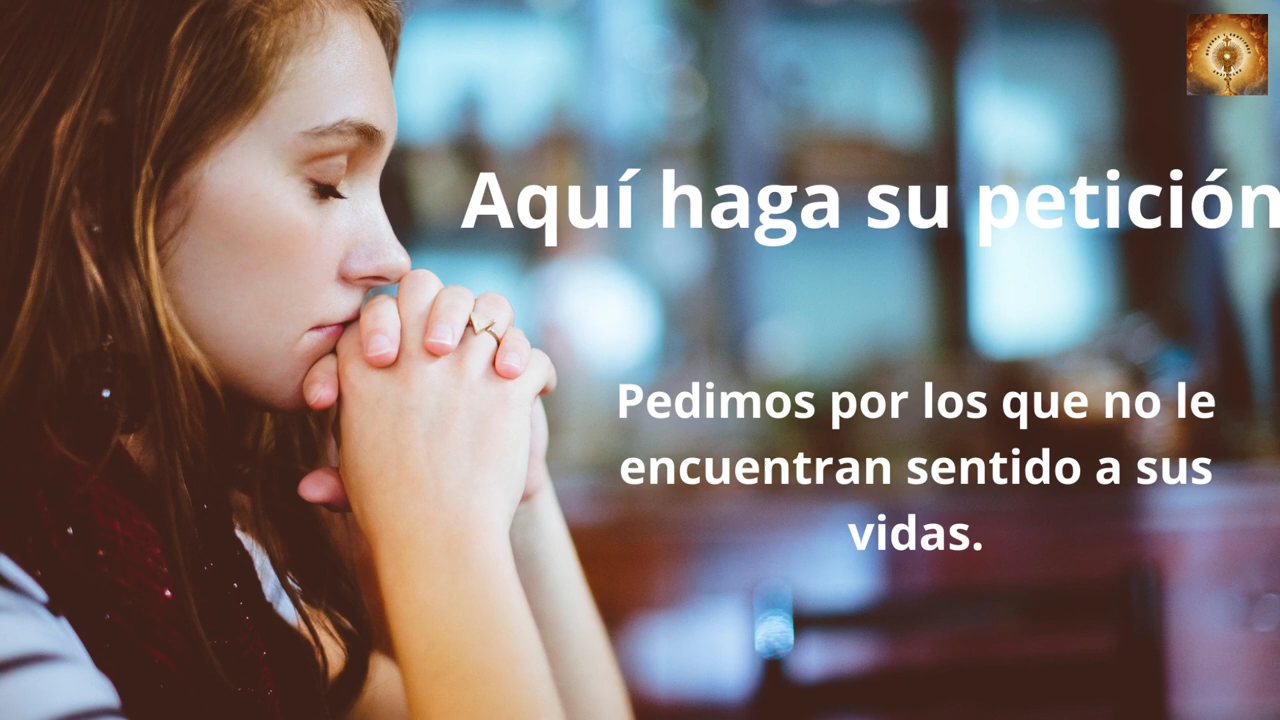 Aquí haga su petición
Pedimos por los que no le
encuentran sentido a sus
vidas.